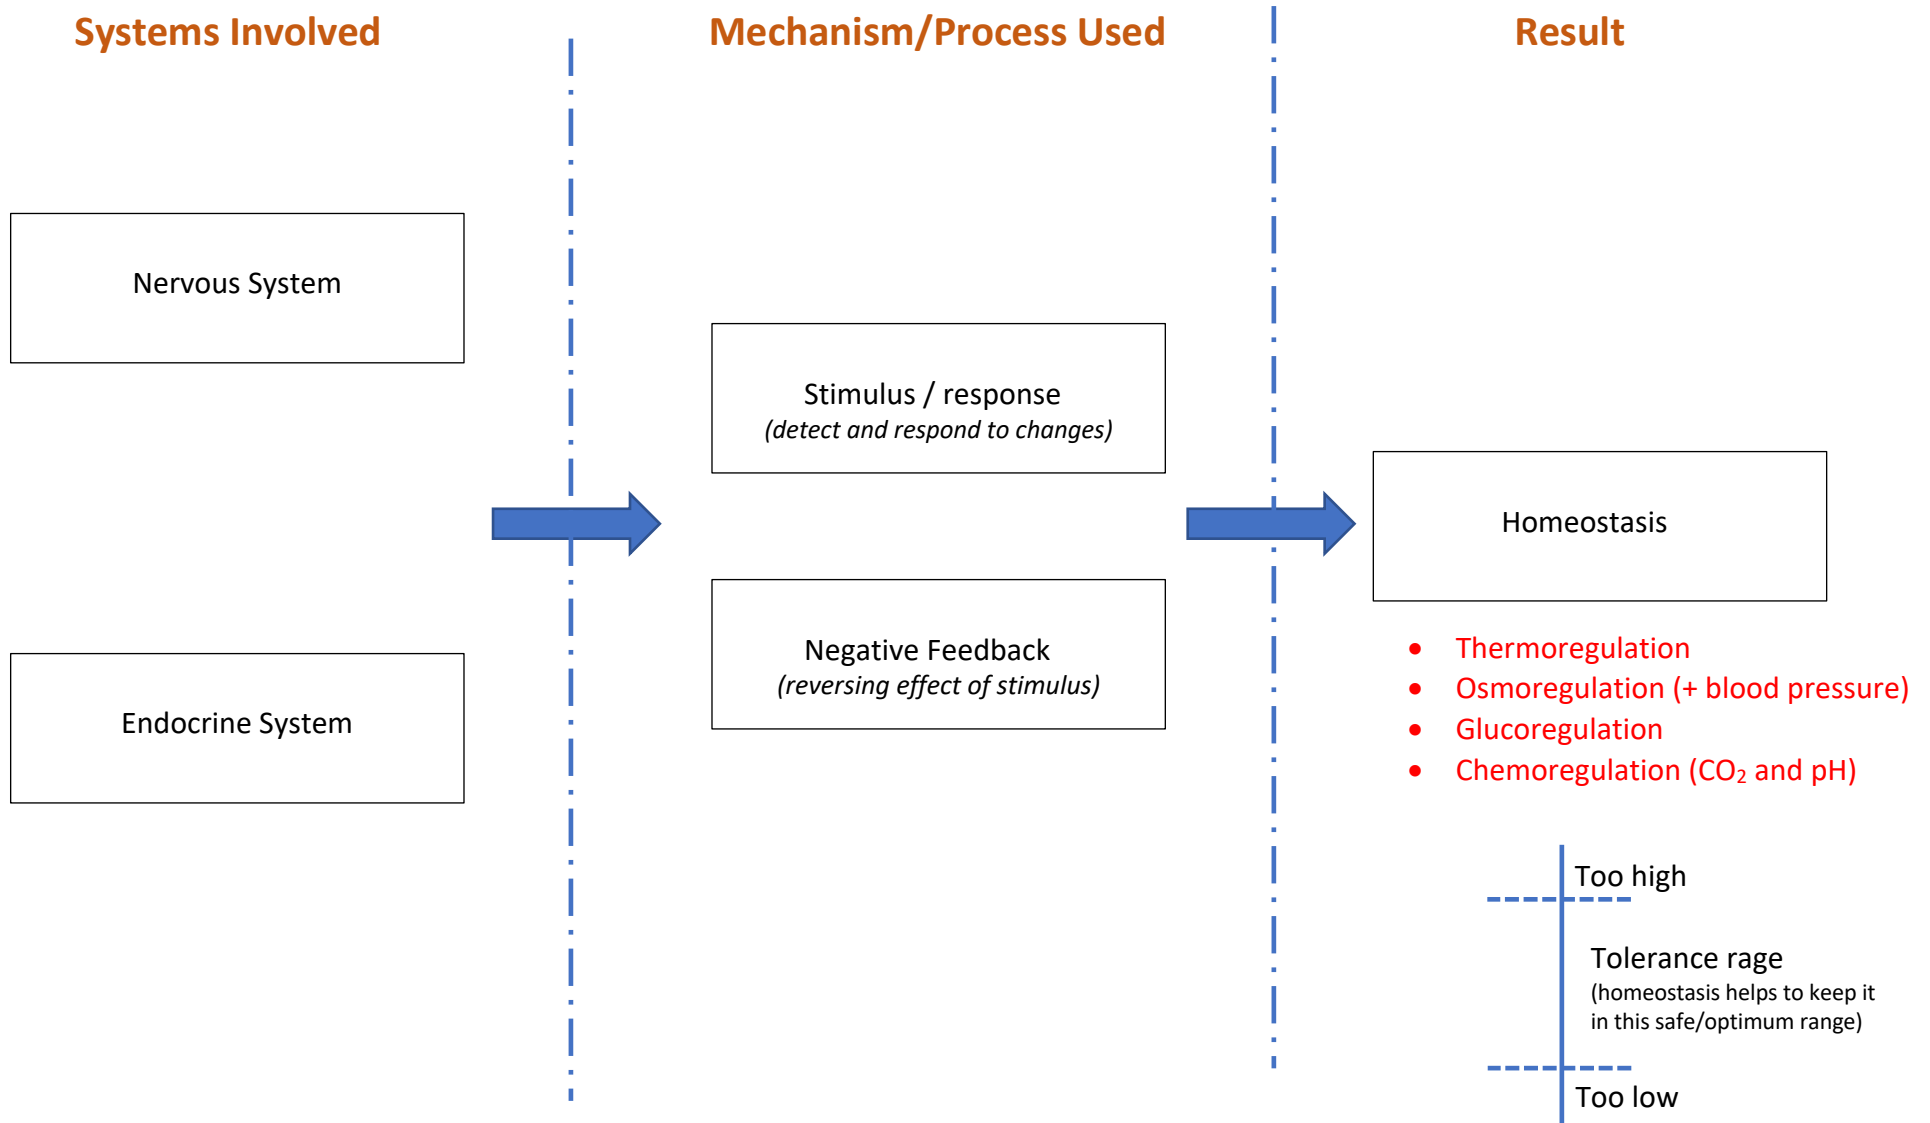 Systems Involved
Mechanism/Process Used
Result
Nervous System
Endocrine System
Stimulus / response
(detect and respond to changes)
Negative Feedback
(reversing effect of stimulus)
Homeostasis
• Thermoregulation
• Osmoregulation (+ blood pressure)
• Glucoregulation
• Chemoregulation (CO₂ and pH)
Too high
Tolerance rage
(homeostasis helps to keep it
in this safe/optimum range)
Too low